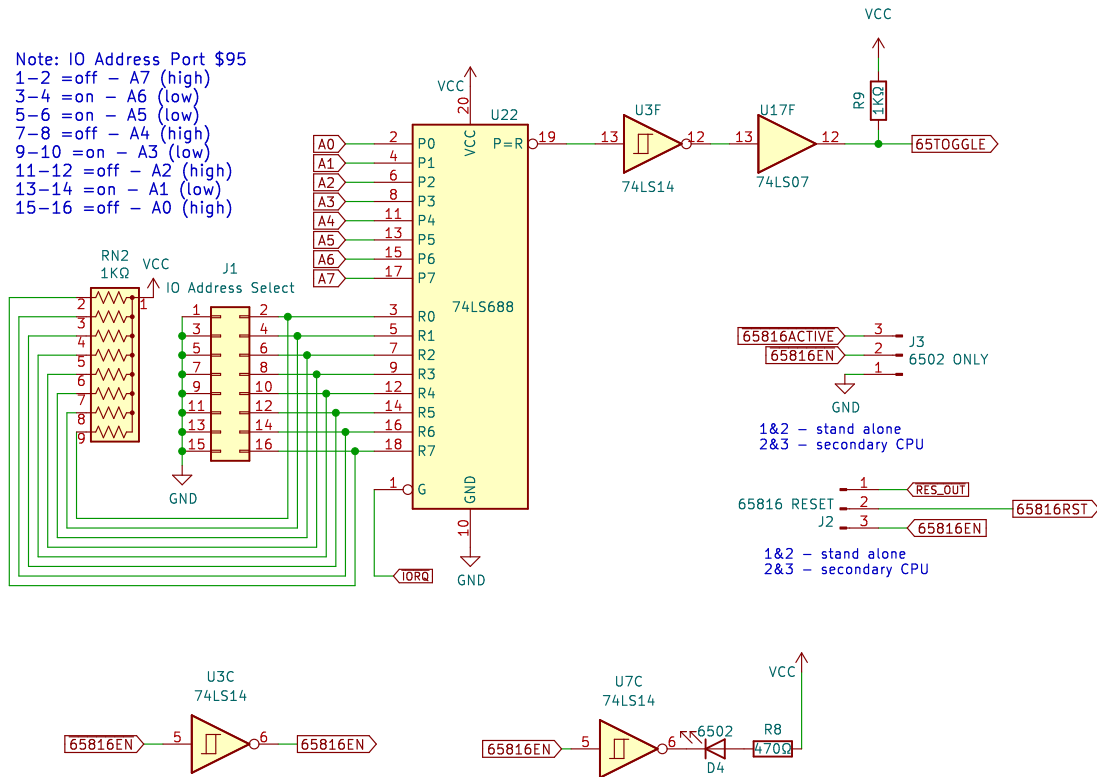 Note: IO Address Port $95
1-2 =off - A7 (high)
3-4 =on - A6 (low)
5-6 =on - A5 (low)
7-8 =off - A4 (high)
9-10 =on - A3 (low)
11-12 =off - A2 (high)
13-14 =on - A1 (low)
15-16 =off - A0 (high)
RN2
1KΩ
VCC
1
2
3
4
5
6
7
8
9
J1
IO Address Select
1 2
3 4
5 6
7 8
9 10
11 12
13 14
15 16
GND
VCC
20
VCC
U22
A0 2 P0
A1 4 P1
A2 6 P2
A3 8 P3
A4 11 P4
A5 13 P5
A6 15 P6
A7 17 P7
P=R 19
74LS688
3 R0
5 R1
7 R2
9 R3
12 R4
14 R5
16 R6
18 R7
1 G
GND
10
GND
IORQ
U3F
13 12
74LS14
U17F
13 12
74LS07
VCC
R9
1KΩ
65TOGGLE
65816ACTIVE 3
65816EN 2
1
J3
6502 ONLY
GND
1&2 - stand alone
2&3 - secondary CPU
65816 RESET
J2
1 RES_OUT
2 65816RST
3 65816EN
1&2 - stand alone
2&3 - secondary CPU
U3C
74LS14
65816EN 5 6 65816EN
U7C
74LS14
65816EN 5 6
6502
D4
R8
470Ω
VCC